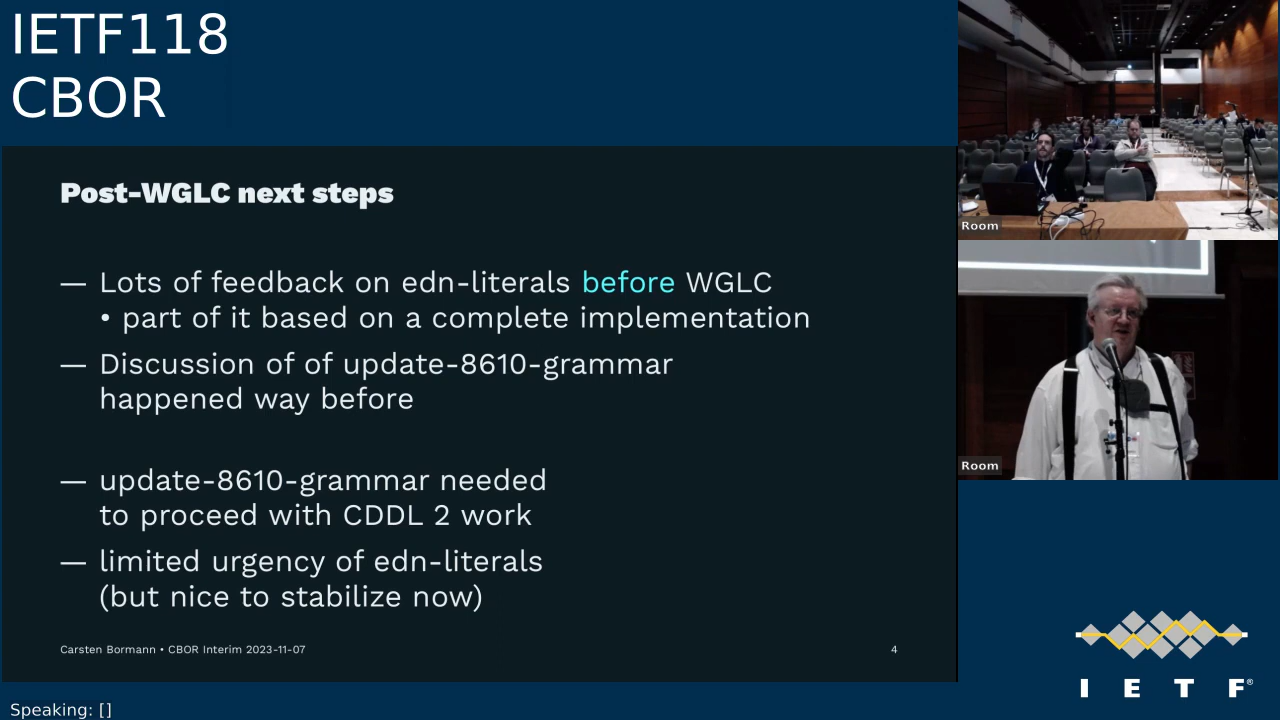 IETF118
CBOR
Post-WGLC next steps
— Lots of feedback on edn-literals before WGLC
• part of it based on a complete implementation
— Discussion of of update-8610-grammar
happened way before
— update-8610-grammar needed
to proceed with CDDL 2 work
— limited urgency of edn-literals
(but nice to stabilize now)
Carsten Bormann • CBOR Interim 2023-11-07
4
Room
Room
I E T F®
Speaking: []